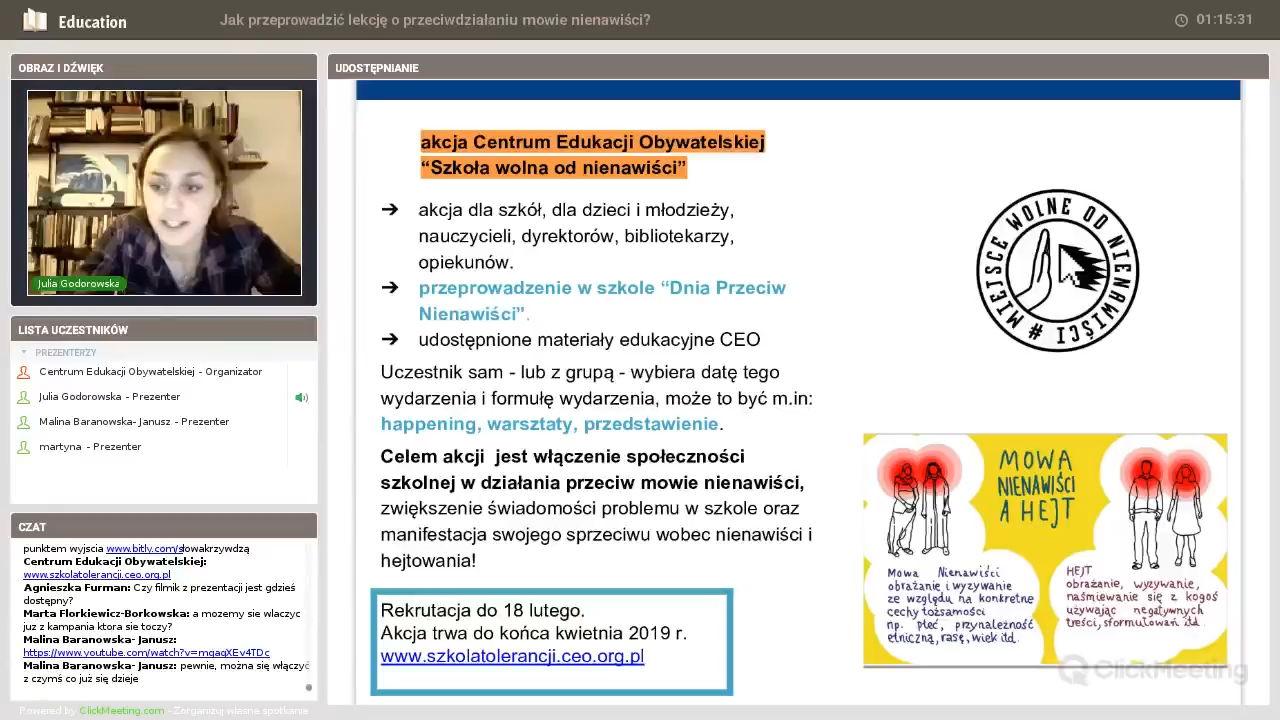 Education
Jak przeprowadzić lekcję o przeciwdziałaniu mowie nienawiści?
01:15:31
OBRAZ I DŹWIĘK
Julia Godorowska
LISTA UCZESTNIKÓW
PREZENTERZY
Centrum Edukacji Obywatelskiej - Organizator
Julia Godorowska - Prezenter
Malina Baranowska- Janusz - Prezenter
martyna - Prezenter
CZAT
punktem wyjscia www.bitly.com/słowakrzywdzą
Centrum Edukacji Obywatelskiej:
www.szkolatolerancji.ceo.org.pl
Agnieszka Furman: Czy filmik z prezentacji jest gdzieś
dostępny?
Marta Florkiewicz-Borkowska: a mozemy sie wlaczyc
juz z kampania ktora sie toczy?
Malina Baranowska- Janusz:
https://www.youtube.com/watch?v=mqaqXEv4TDc
Malina Baranowska- Janusz: pewnie, można się włączyć
z czymś co już się dzieje
Powered by ClickMeeting.com - Zorganizuj własne spotkanie
UDOSTĘPNIANIE
akcja Centrum Edukacji Obywatelskiej
“Szkoła wolna od nienawiści”
➔ akcja dla szkół, dla dzieci i młodzieży,
nauczycieli, dyrektorów, bibliotekarzy,
opiekunów.
➔ przeprowadzenie w szkole “Dnia Przeciw
Nienawiści”.
➔ udostępnione materiały edukacyjne CEO
Uczestnik sam - lub z grupą - wybiera datę tego
wydarzenia i formułę wydarzenia, może to być m.in:
happening, warsztaty, przedstawienie.
Celem akcji jest włączenie społeczności
szkolnej w działania przeciw mowie nienawiści,
zwiększenie świadomości problemu w szkole oraz
manifestacja swojego sprzeciwu wobec nienawiści i
hejtowania!
Rekrutacja do 18 lutego.
Akcja trwa do końca kwietnia 2019 r.
www.szkolatolerancji.ceo.org.pl
MIEJSCE WOLNE OD NIENAWIŚCI #
MOWA
NIENAWIŚCI
A HEJT
Mowa Nienawiści
obrażanie i wyzywanie
ze względu na konkretne
cechy tożsamości
np. płeć, przynależność
etniczną, rasę, wiek itd.
HEJT
obrażanie, wyzywanie,
naśmiewanie się z kogoś
używając negatywnych
treści, sformułowań itd.
ClickMeeting